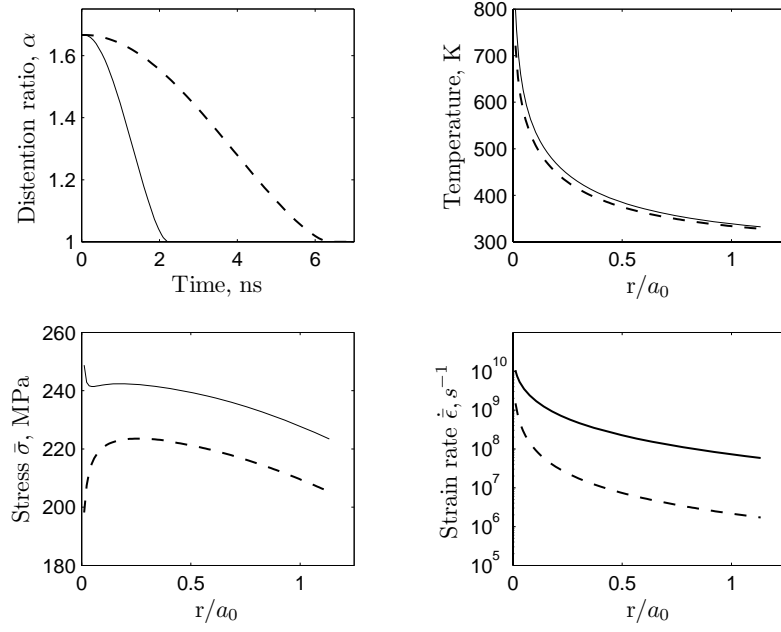 Distention ratio, α
1.6
1.4
1.2
1
0 2 4 6
Time, ns
Temperature, K
800
700
600
500
400
300
0 0.5 1
r/a₀
Stress σ̄, MPa
260
240
220
200
180
0 0.5 1
r/a₀
Strain rate ε̄̇, s⁻¹
10¹⁰
10⁹
10⁸
10⁷
10⁶
10⁵
0 0.5 1
r/a₀